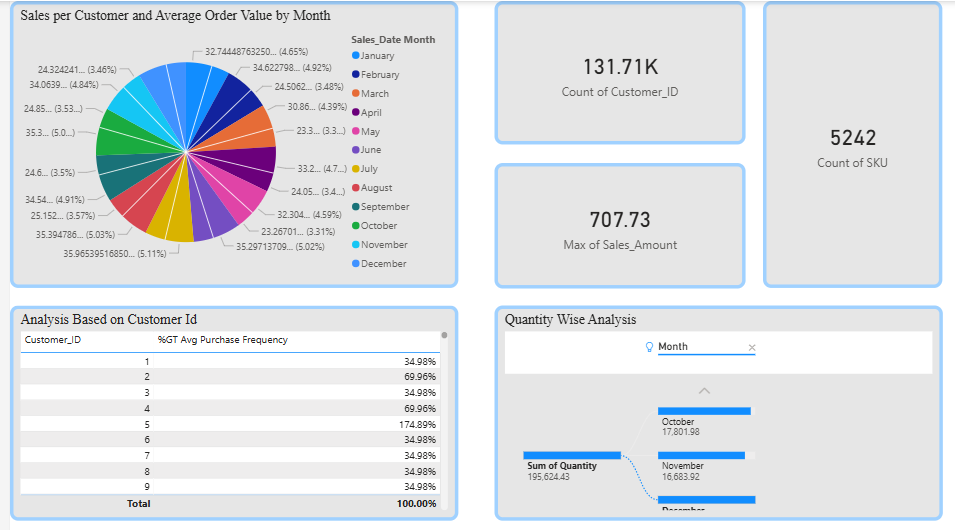 Sales per Customer and Average Order Value by Month
Sales_Date Month
January
February
March
April
May
June
July
August
September
October
November
December
32.74448763250... (4.65%)
34.622798... (4.92%)
24.5062... (3.48%)
30.86... (4.39%)
23.3... (3.3...)
33.2... (4.7...)
24.05... (3.4...)
32.304... (4.59%)
23.26701... (3.31%)
35.29713709... (5.02%)
35.96539516850... (5.11%)
35.394786... (5.03%)
25.152... (3.57%)
34.54... (4.91%)
24.6... (3.5%)
35.3... (5.0...)
24.85... (3.53...)
34.0639... (4.84%)
24.324241... (3.46%)
131.71K
Count of Customer_ID
707.73
Max of Sales_Amount
5242
Count of SKU
Analysis Based on Customer Id
Customer_ID %GT Avg Purchase Frequency
1 34.98%
2 69.96%
3 34.98%
4 69.96%
5 174.89%
6 34.98%
7 34.98%
8 34.98%
9 34.98%
Total 100.00%
Quantity Wise Analysis
Month
Sum of Quantity
195,624.43
October
17,801.98
November
16,683.92
December